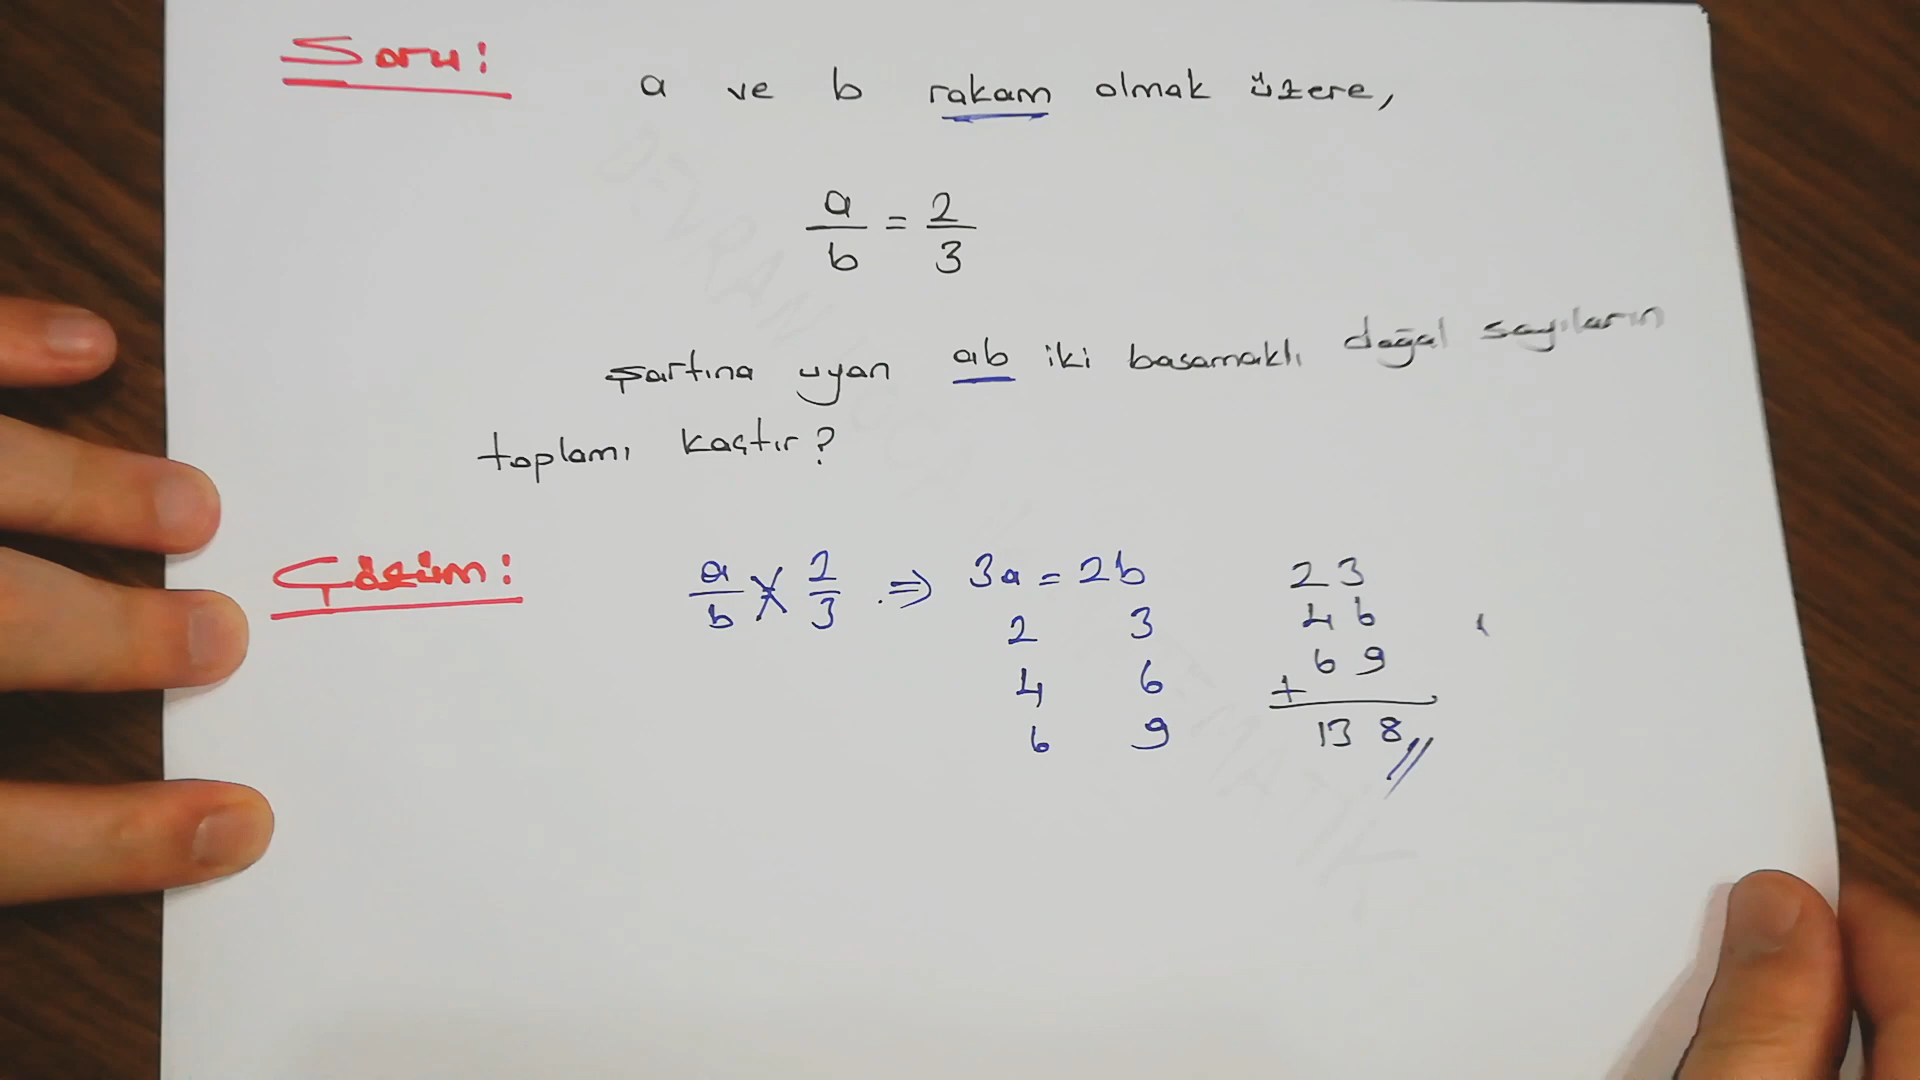 Soru:
a ve b rakam olmak üzere,
a/b = 2/3
şartına uyan ab iki basamaklı doğal sayıların
toplamı kaçtır?
Çözüm:
a/b X 2/3 ⇒ 3a = 2b
2 3
4 6
6 9
23
46
69
+
138